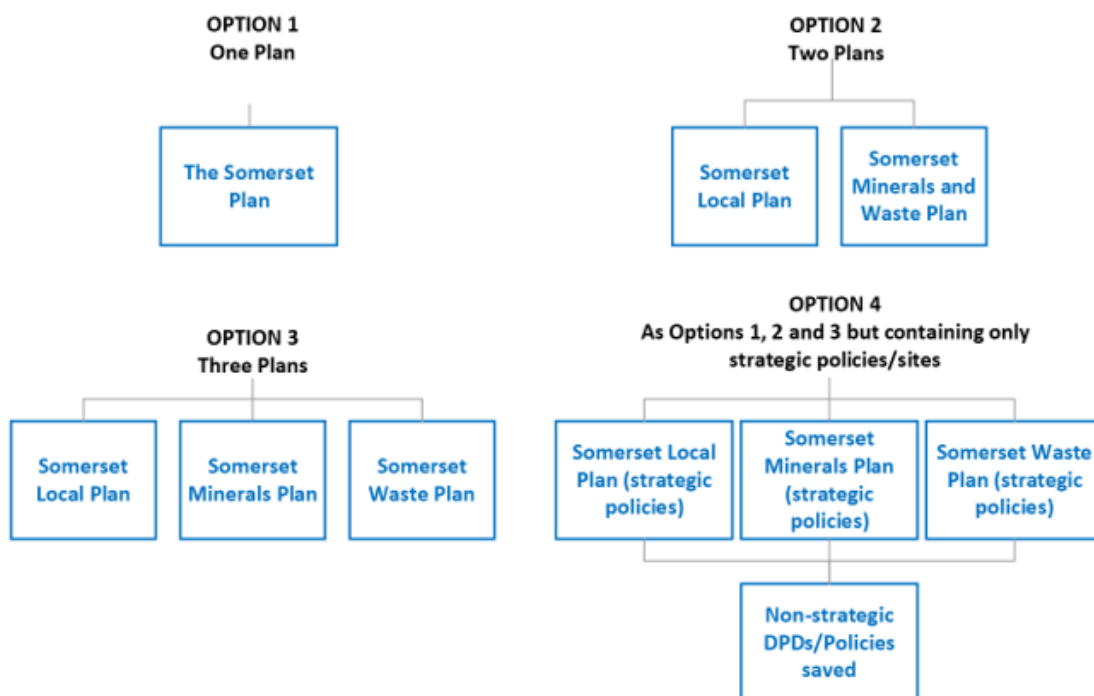 OPTION 1
One Plan
The Somerset
Plan
OPTION 2
Two Plans
Somerset
Local Plan
Somerset
Minerals and
Waste Plan
OPTION 3
Three Plans
Somerset
Local Plan
Somerset
Minerals Plan
Somerset
Waste Plan
OPTION 4
As Options 1, 2 and 3 but containing only
strategic policies/sites
Somerset Local
Plan (strategic
policies)
Somerset
Minerals Plan
(strategic
policies)
Somerset Waste
Plan (strategic
policies)
Non-strategic
DPDs/Policies
saved